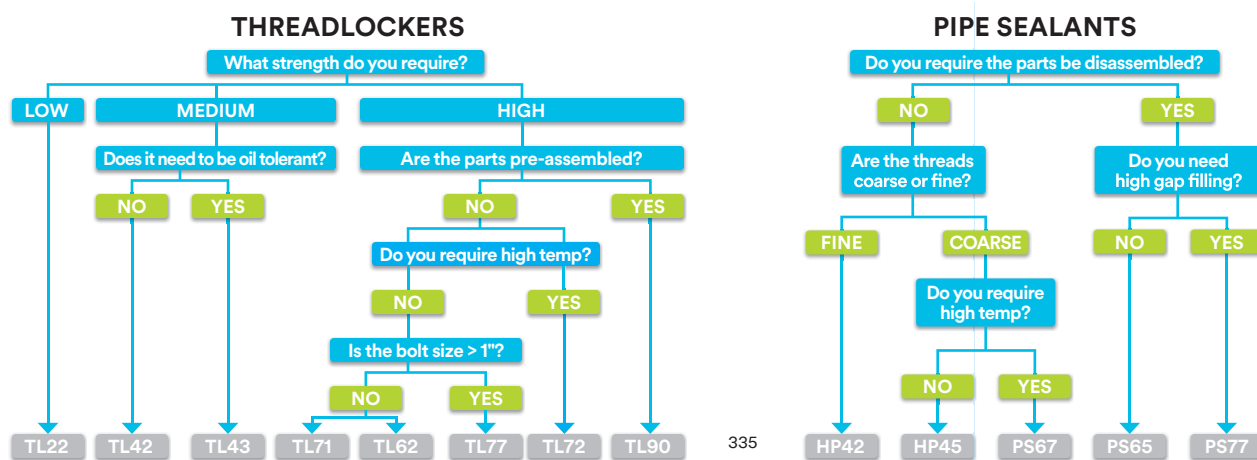 THREADLOCKERS
What strength do you require?
LOW
MEDIUM
HIGH
Does it need to be oil tolerant?
Are the parts pre-assembled?
NO
YES
NO
YES
Do you require high temp?
NO
YES
Is the bolt size > 1"?
NO
YES
TL22
TL42
TL43
TL71
TL62
TL77
TL72
TL90
335
PIPE SEALANTS
Do you require the parts be disassembled?
NO
YES
Are the threads
coarse or fine?
Do you need
high gap filling?
FINE
COARSE
NO
YES
Do you require
high temp?
NO
YES
HP42
HP45
PS67
PS65
PS77